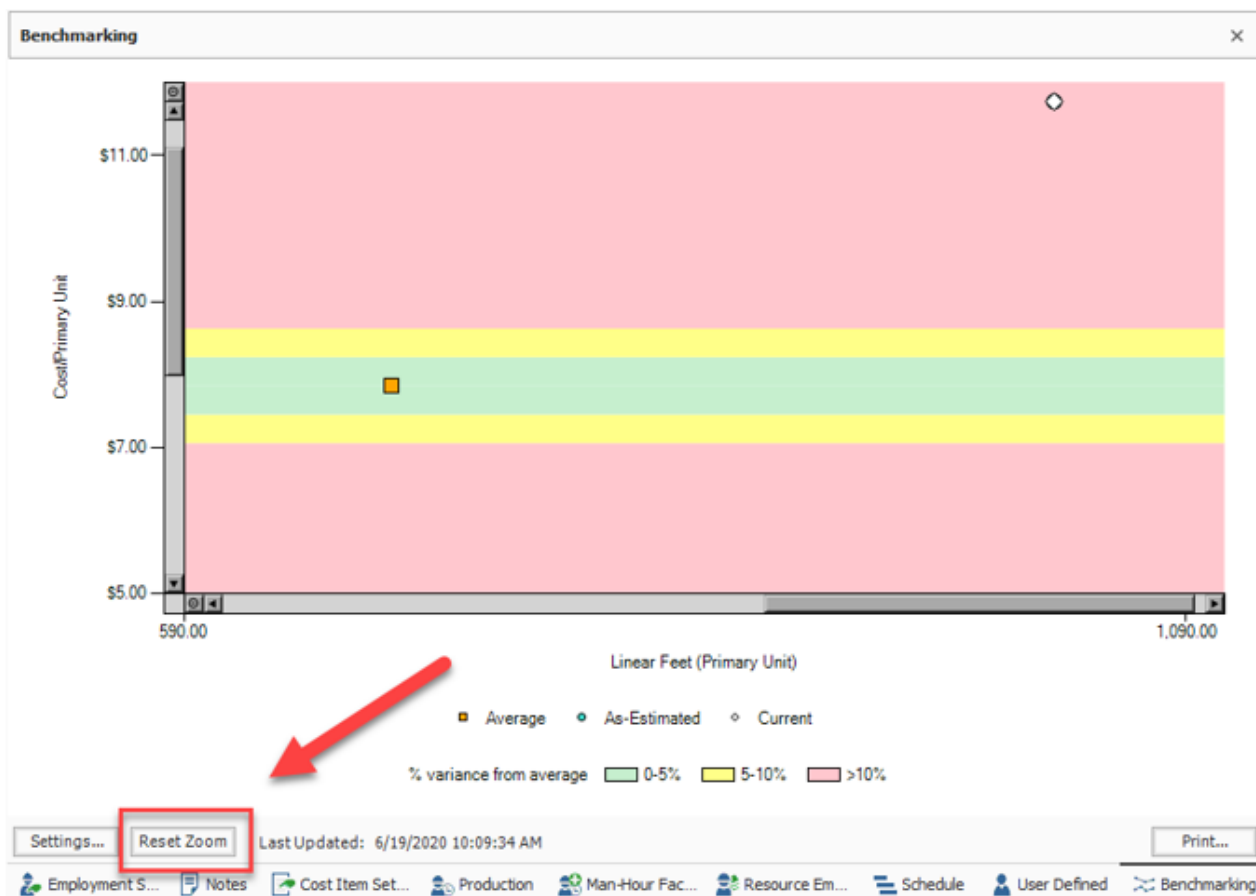 Benchmarking
$11.00
$9.00
Cost/Primary Unit
$7.00
$5.00
590.00 1,090.00
Linear Feet (Primary Unit)
Average As-Estimated Current
% variance from average 0-5% 5-10% >10%
Settings... Reset Zoom Last Updated: 6/19/2020 10:09:34 AM Print...
Employment S... Notes Cost Item Set... Production Man-Hour Fac... Resource Em... Schedule User Defined Benchmarking